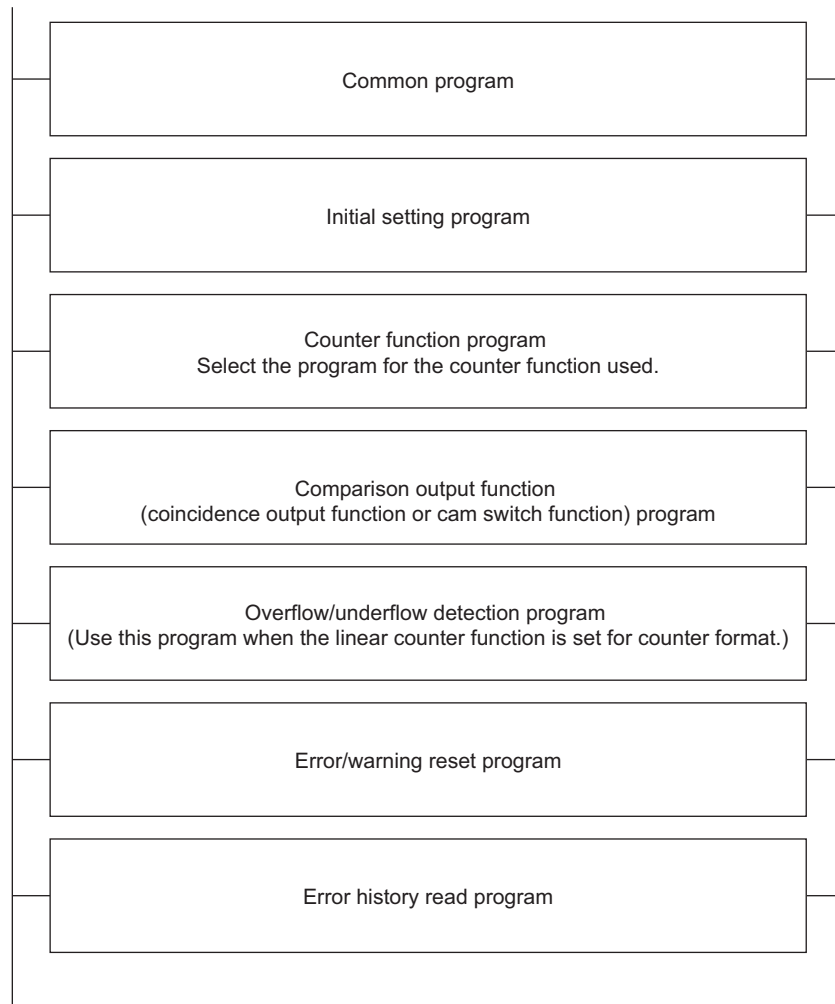 Common program
Initial setting program
Counter function program
Select the program for the counter function used.
Comparison output function
(coincidence output function or cam switch function) program
Overflow/underflow detection program
(Use this program when the linear counter function is set for counter format.)
Error/warning reset program
Error history read program